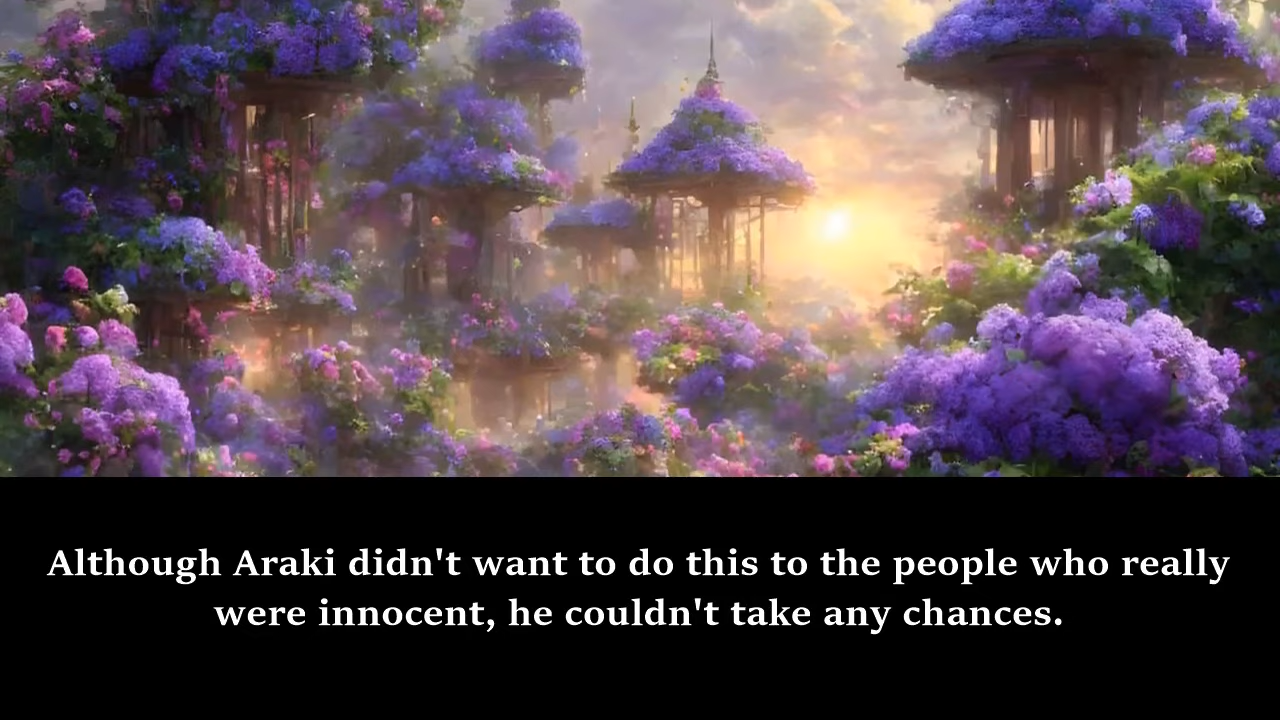 Although Araki didn't want to do this to the people who really
were innocent, he couldn't take any chances.